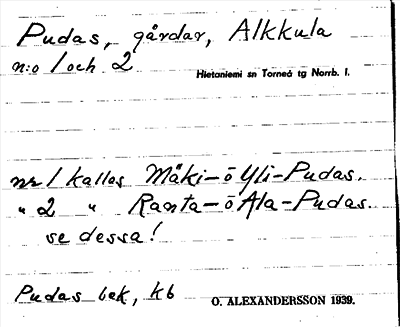 Pudas, gårdar, Alkkula
n:o 1 och 2
Hietaniemi sn Torneå tg Norrb. l.
nr 1 kallas Mäki- o Yli-Pudas.
" 2 " Ranta- o Ala-Pudas.
se dessa!
Pudas bek, kb
O. ALEXANDERSSON 1939.